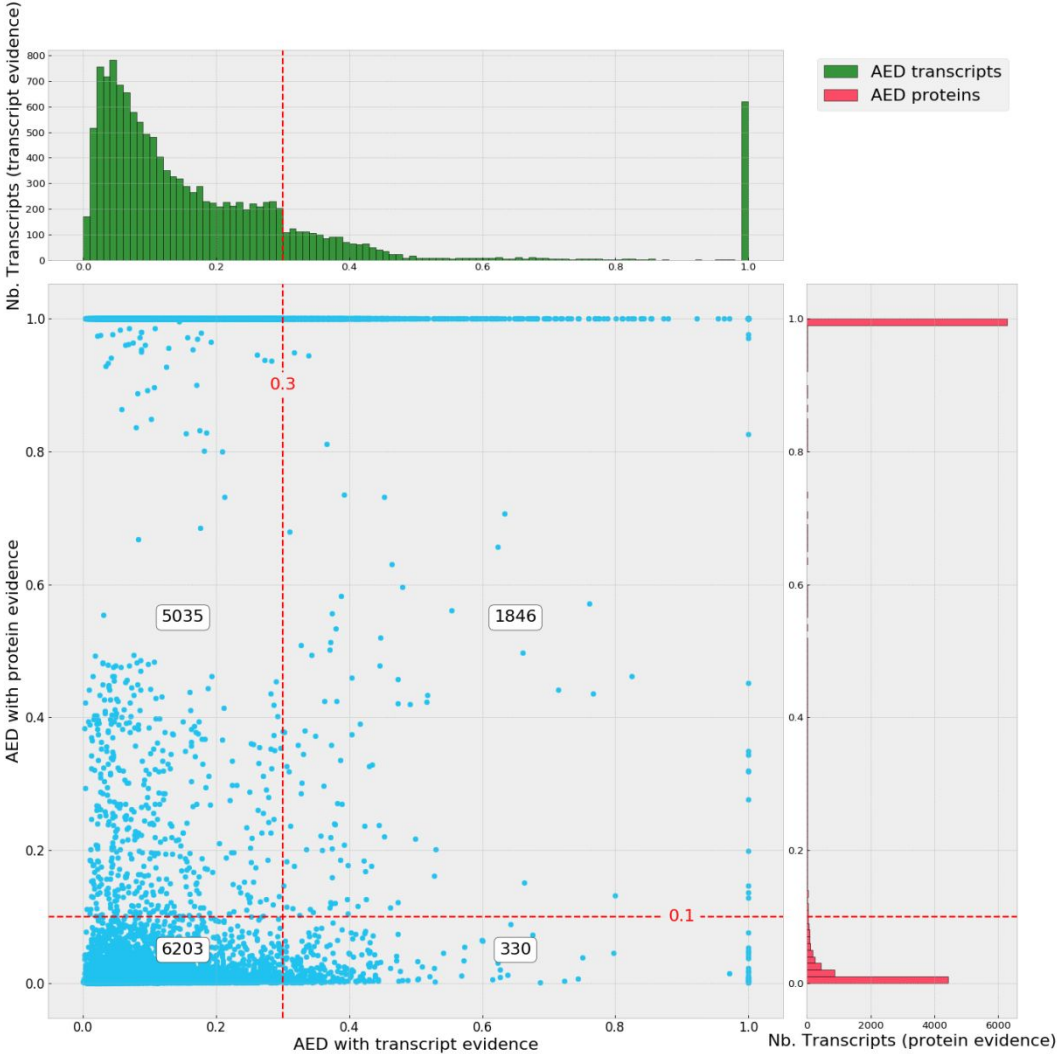 Nb. Transcripts (transcript evidence)
800
700
600
500
400
300
200
100
0
0.0 0.2 0.4 0.6 0.8 1.0
AED transcripts
AED proteins
AED with protein evidence
1.0
0.8
0.6
0.4
0.2
0.0
0.3
5035 1846
0.1
6203 330
0.0 0.2 0.4 0.6 0.8 1.0
AED with transcript evidence
1.0
0.8
0.6
0.4
0.2
0.0
0 2000 4000 6000
Nb. Transcripts (protein evidence)